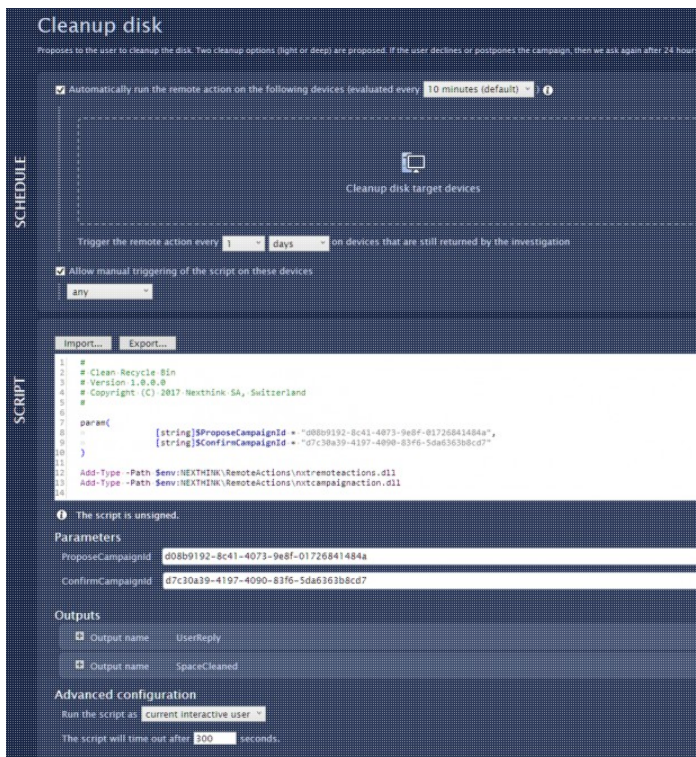 Cleanup disk
Proposes to the user to cleanup the disk. Two cleanup options (light or deep) are proposed. If the user declines or postpones the campaign, then we ask again after 24 hour
SCHEDULE
Automatically run the remote action on the following devices (evaluated every 10 minutes (default) )
Cleanup disk target devices
Trigger the remote action every 1 days on devices that are still returned by the investigation
Allow manual triggering of the script on these devices
any
SCRIPT
Import... Export...
1 #
2 # Clean Recycle Bin
3 # Version 1.0.0.0
4 # Copyright (C) 2017 Nexthink SA, Switzerland
5 #
6
7 param(
8 [string]$ProposeCampaignId = "d08b9192-8c41-4073-9e8f-01726841484a",
9 [string]$ConfirmCampaignId = "d7c30a39-4197-4090-83f6-5da6363b8cd7"
10 )
11
12 Add-Type -Path $env:NEXTHINK\RemoteActions\nxtremoteactions.dll
13 Add-Type -Path $env:NEXTHINK\RemoteActions\nxtcampaignaction.dll
14
The script is unsigned.
Parameters
ProposeCampaignId d08b9192-8c41-4073-9e8f-01726841484a
ConfirmCampaignId d7c30a39-4197-4090-83f6-5da6363b8cd7
Outputs
Output name UserReply
Output name SpaceCleaned
Advanced configuration
Run the script as current interactive user
The script will time out after 300 seconds.